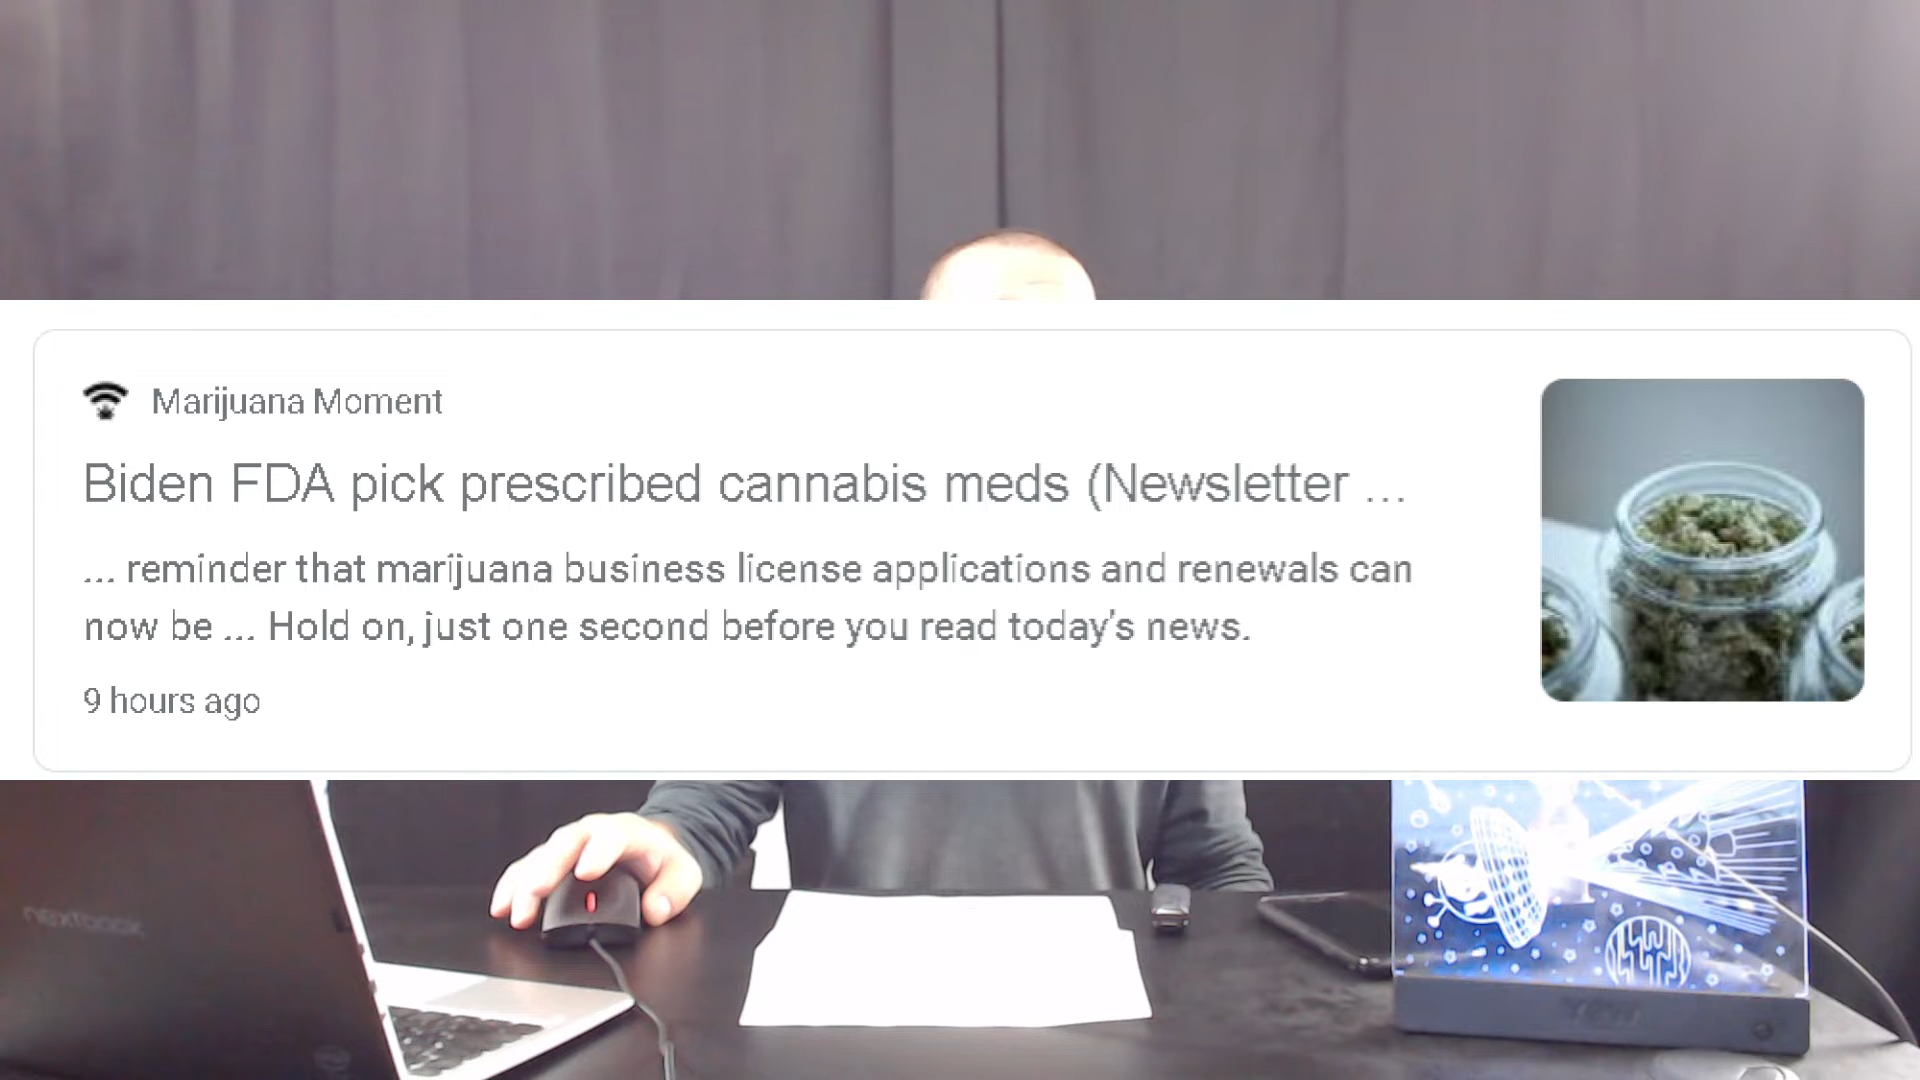 Marijuana Moment
Biden FDA pick prescribed cannabis meds (Newsletter ...
... reminder that marijuana business license applications and renewals can
now be ... Hold on, just one second before you read today's news.
9 hours ago
nextbook